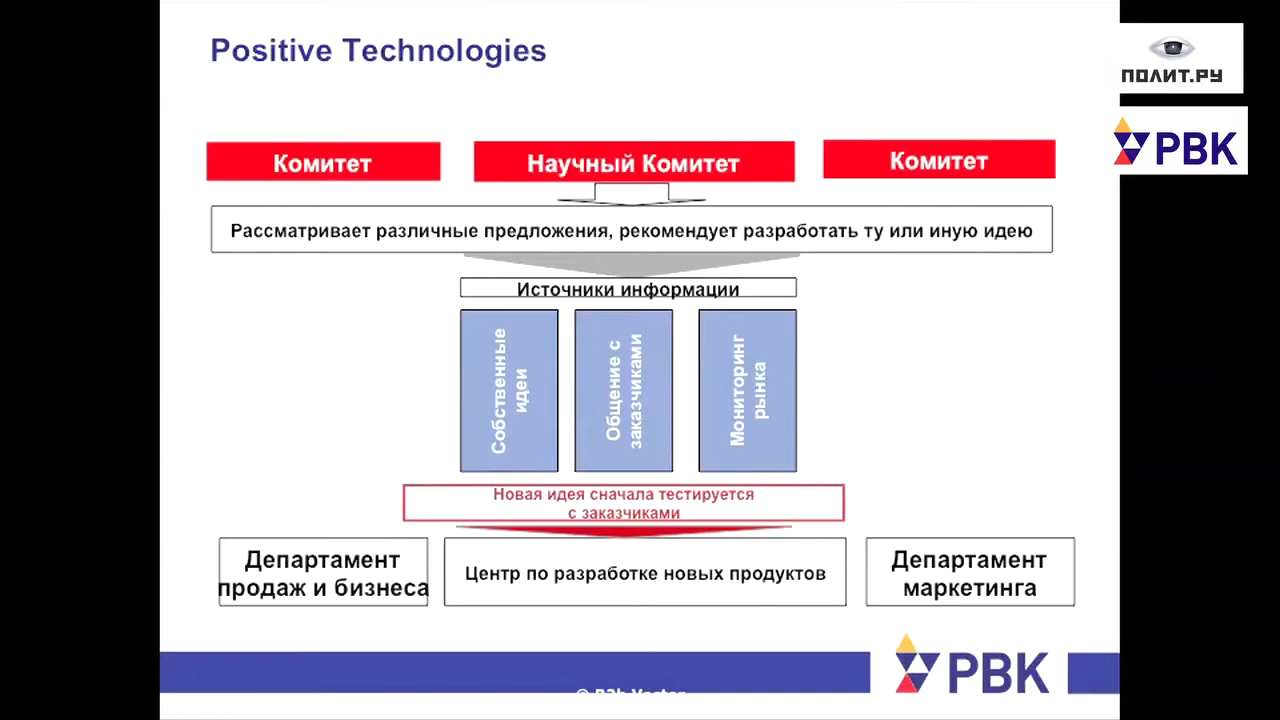 Positive Technologies
ПОЛИТ.РУ
РВК
Комитет
Научный Комитет
Комитет
Рассматривает различные предложения, рекомендует разработать ту или иную идею
Источники информации
Собственные
идеи
Общение с
заказчиками
Мониторинг
рынка
Новая идея сначала тестируется
с заказчиками
Департамент
продаж и бизнеса
Центр по разработке новых продуктов
Департамент
маркетинга
РВК